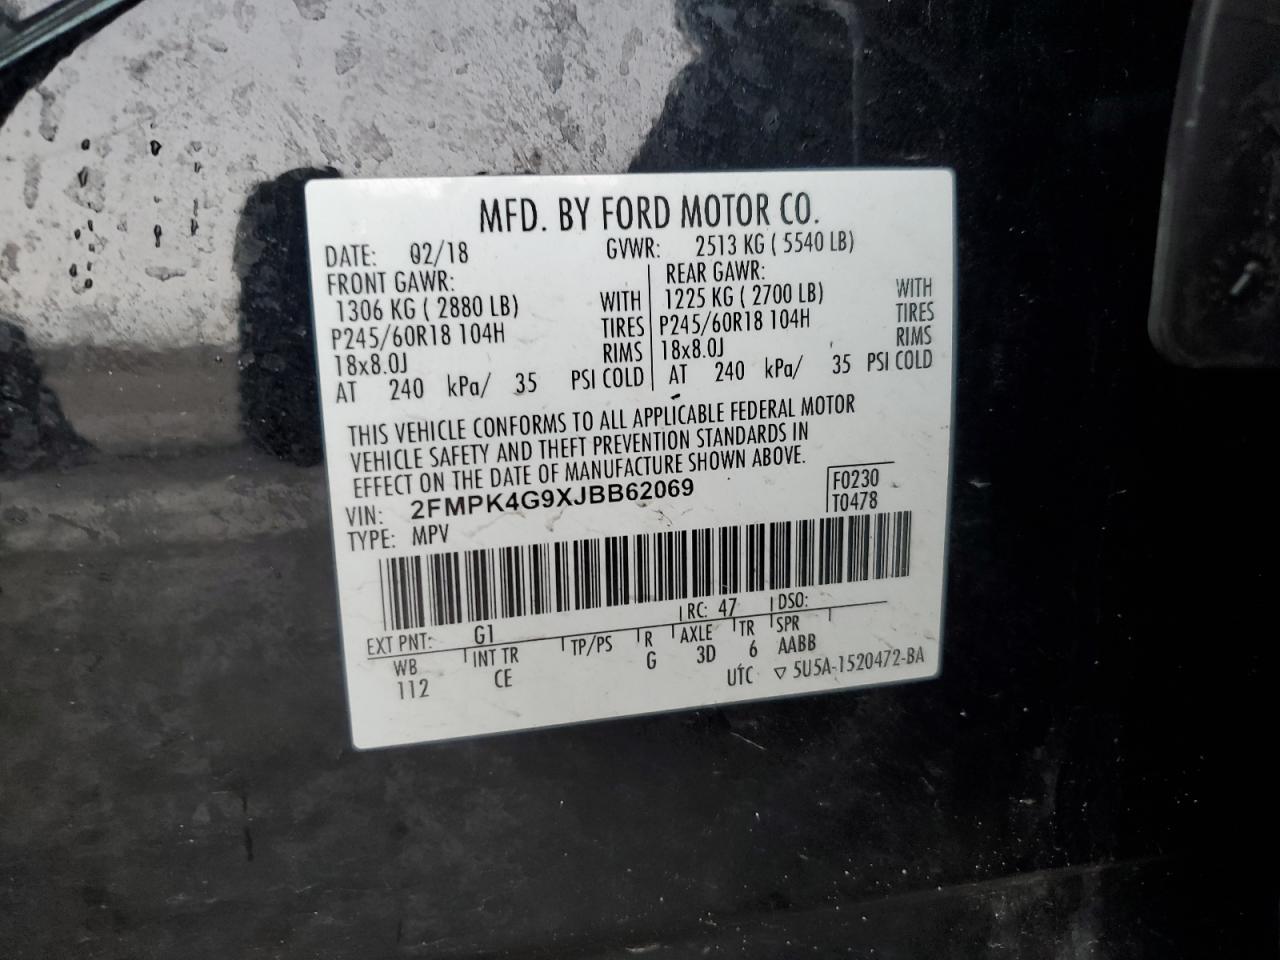 MFD. BY FORD MOTOR CO.
DATE: 02/18 GVWR: 2513 KG ( 5540 LB)
FRONT GAWR: REAR GAWR:
1306 KG ( 2880 LB) WITH 1225 KG ( 2700 LB) WITH
P245/60R18 104H TIRES P245/60R18 104H TIRES
18x8.0J RIMS 18x8.0J RIMS
AT 240 kPa/ 35 PSI COLD AT 240 kPa/ 35 PSI COLD
THIS VEHICLE CONFORMS TO ALL APPLICABLE FEDERAL MOTOR
VEHICLE SAFETY AND THEFT PREVENTION STANDARDS IN
EFFECT ON THE DATE OF MANUFACTURE SHOWN ABOVE.
VIN: 2FMPK4G9XJBB62069 F0230
TYPE: MPV T0478
EXT PNT: G1 RC: 47 DSO:
WB INT TR TP/PS R AXLE TR SPR
112 CE G 3D 6 AABB
UTC ▽ 5U5A-1520472-BA